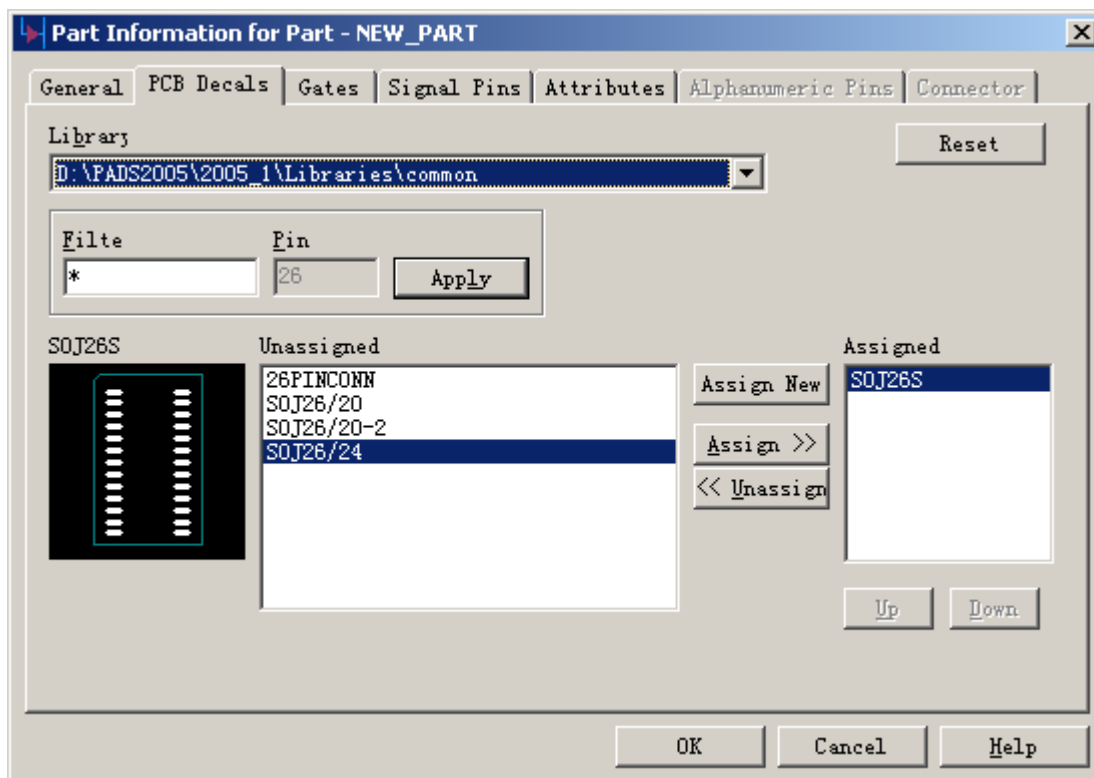 Part Information for Part - NEW_PART
General PCB Decals Gates Signal Pins Attributes Alphanumeric Pins Connector
Library
Reset
D:\PADS2005\2005_1\Libraries\common
Filte Pin
* 26 Apply
SOJ26S Unassigned Assigned
26PINCONN
SOJ26/20
SOJ26/20-2
SOJ26/24
Assign New
Assign >>
<< Unassign
SOJ26S
Up Down
OK Cancel Help